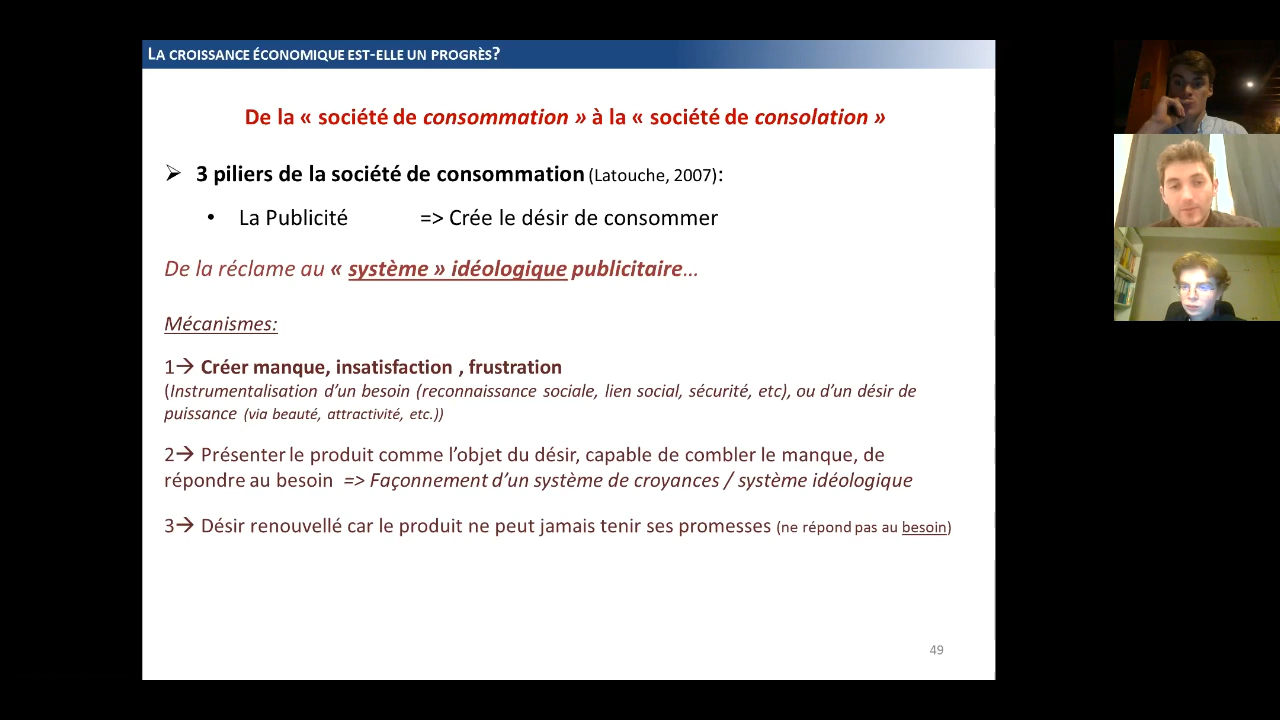 LA CROISSANCE ÉCONOMIQUE EST-ELLE UN PROGRÈS?
De la « société de consommation » à la « société de consolation »
➢ 3 piliers de la société de consommation (Latouche, 2007):
• La Publicité => Crée le désir de consommer
De la réclame au « système » idéologique publicitaire…
Mécanismes:
1→ Créer manque, insatisfaction , frustration
(Instrumentalisation d’un besoin (reconnaissance sociale, lien social, sécurité, etc), ou d’un désir de
puissance (via beauté, attractivité, etc.))
2→ Présenter le produit comme l’objet du désir, capable de combler le manque, de
répondre au besoin => Façonnement d’un système de croyances / système idéologique
3→ Désir renouvellé car le produit ne peut jamais tenir ses promesses (ne répond pas au besoin)
49